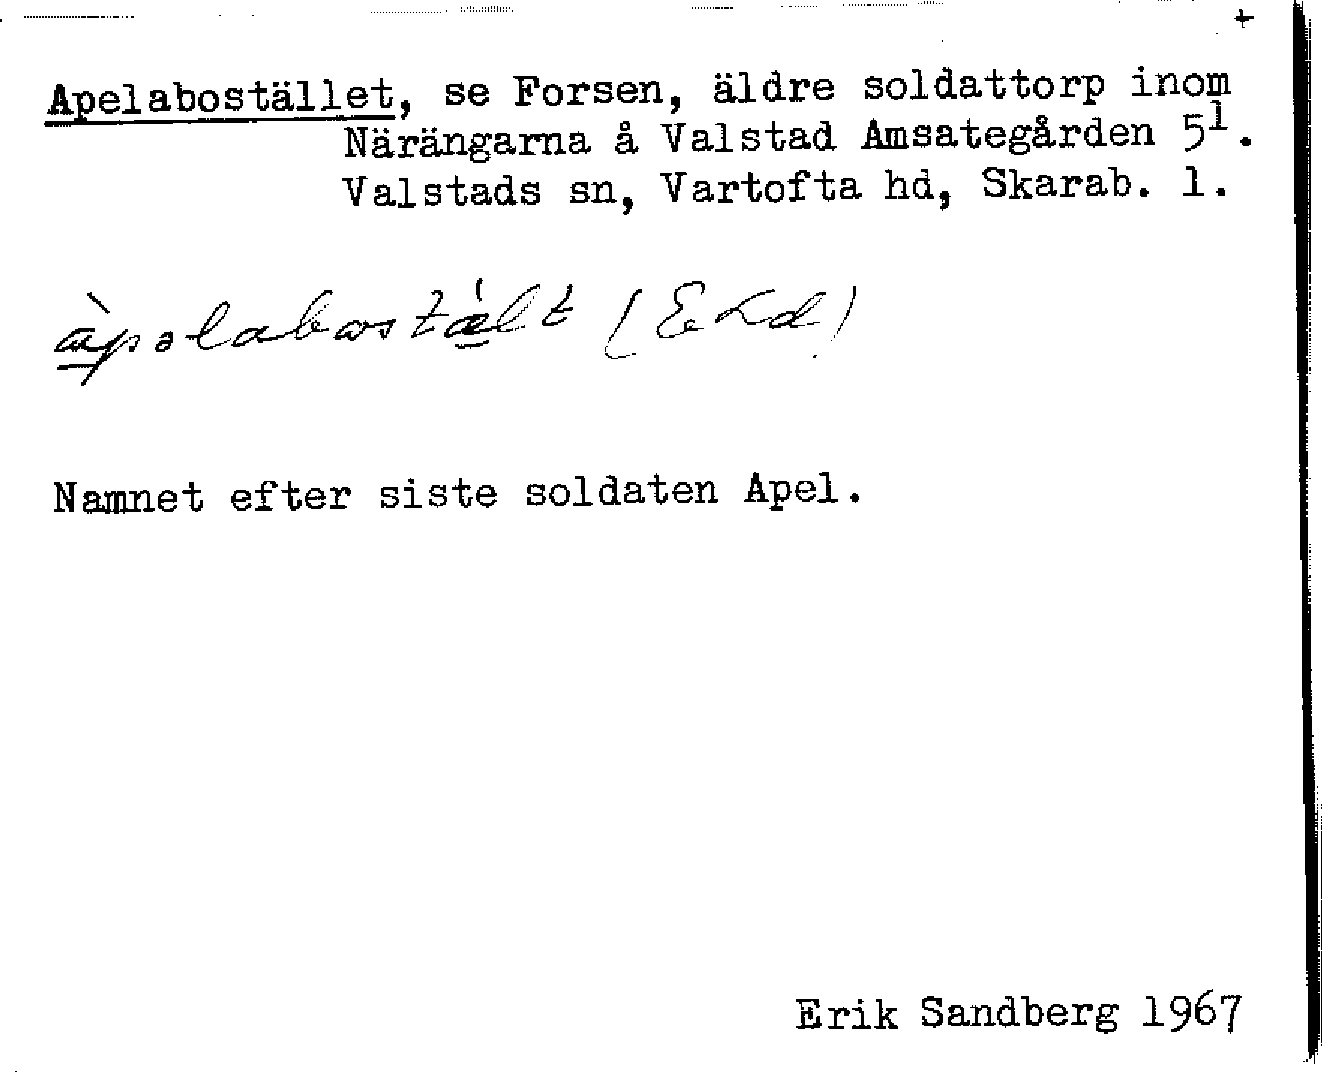 Apelabostället, se Forsen, äldre soldattorp inom
Närängarna å Valstad Amsategården 5¹.
Valstads sn, Vartofta hd, Skarab. l.
Namnet efter siste soldaten Apel.
Erik Sandberg 1967